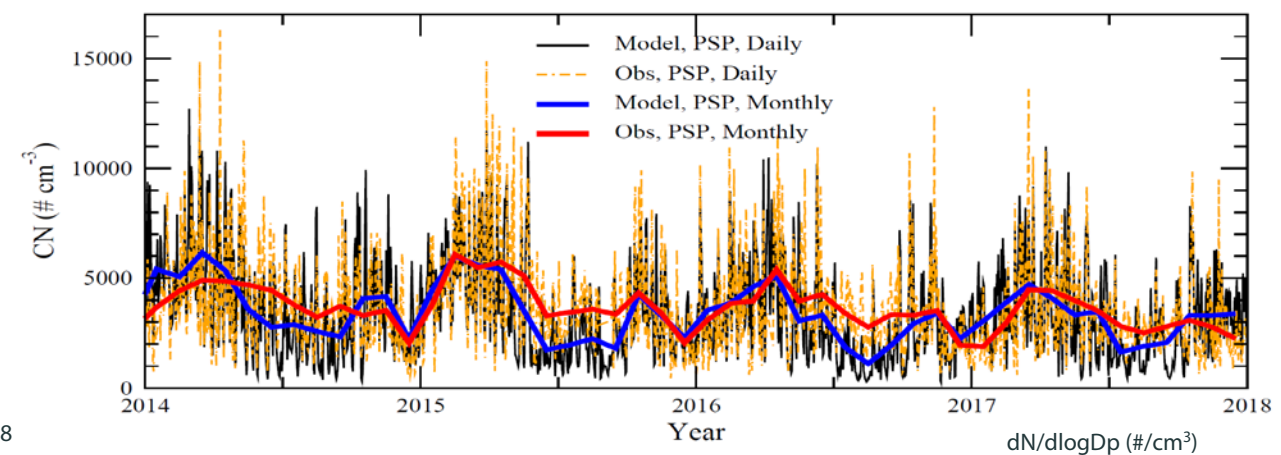 15000
10000
5000
0
CN (# cm⁻³)
Model, PSP, Daily
Obs, PSP, Daily
Model, PSP, Monthly
Obs, PSP, Monthly
2014 2015 2016 2017 2018
Year
8
dN/dlogDp (#/cm³)